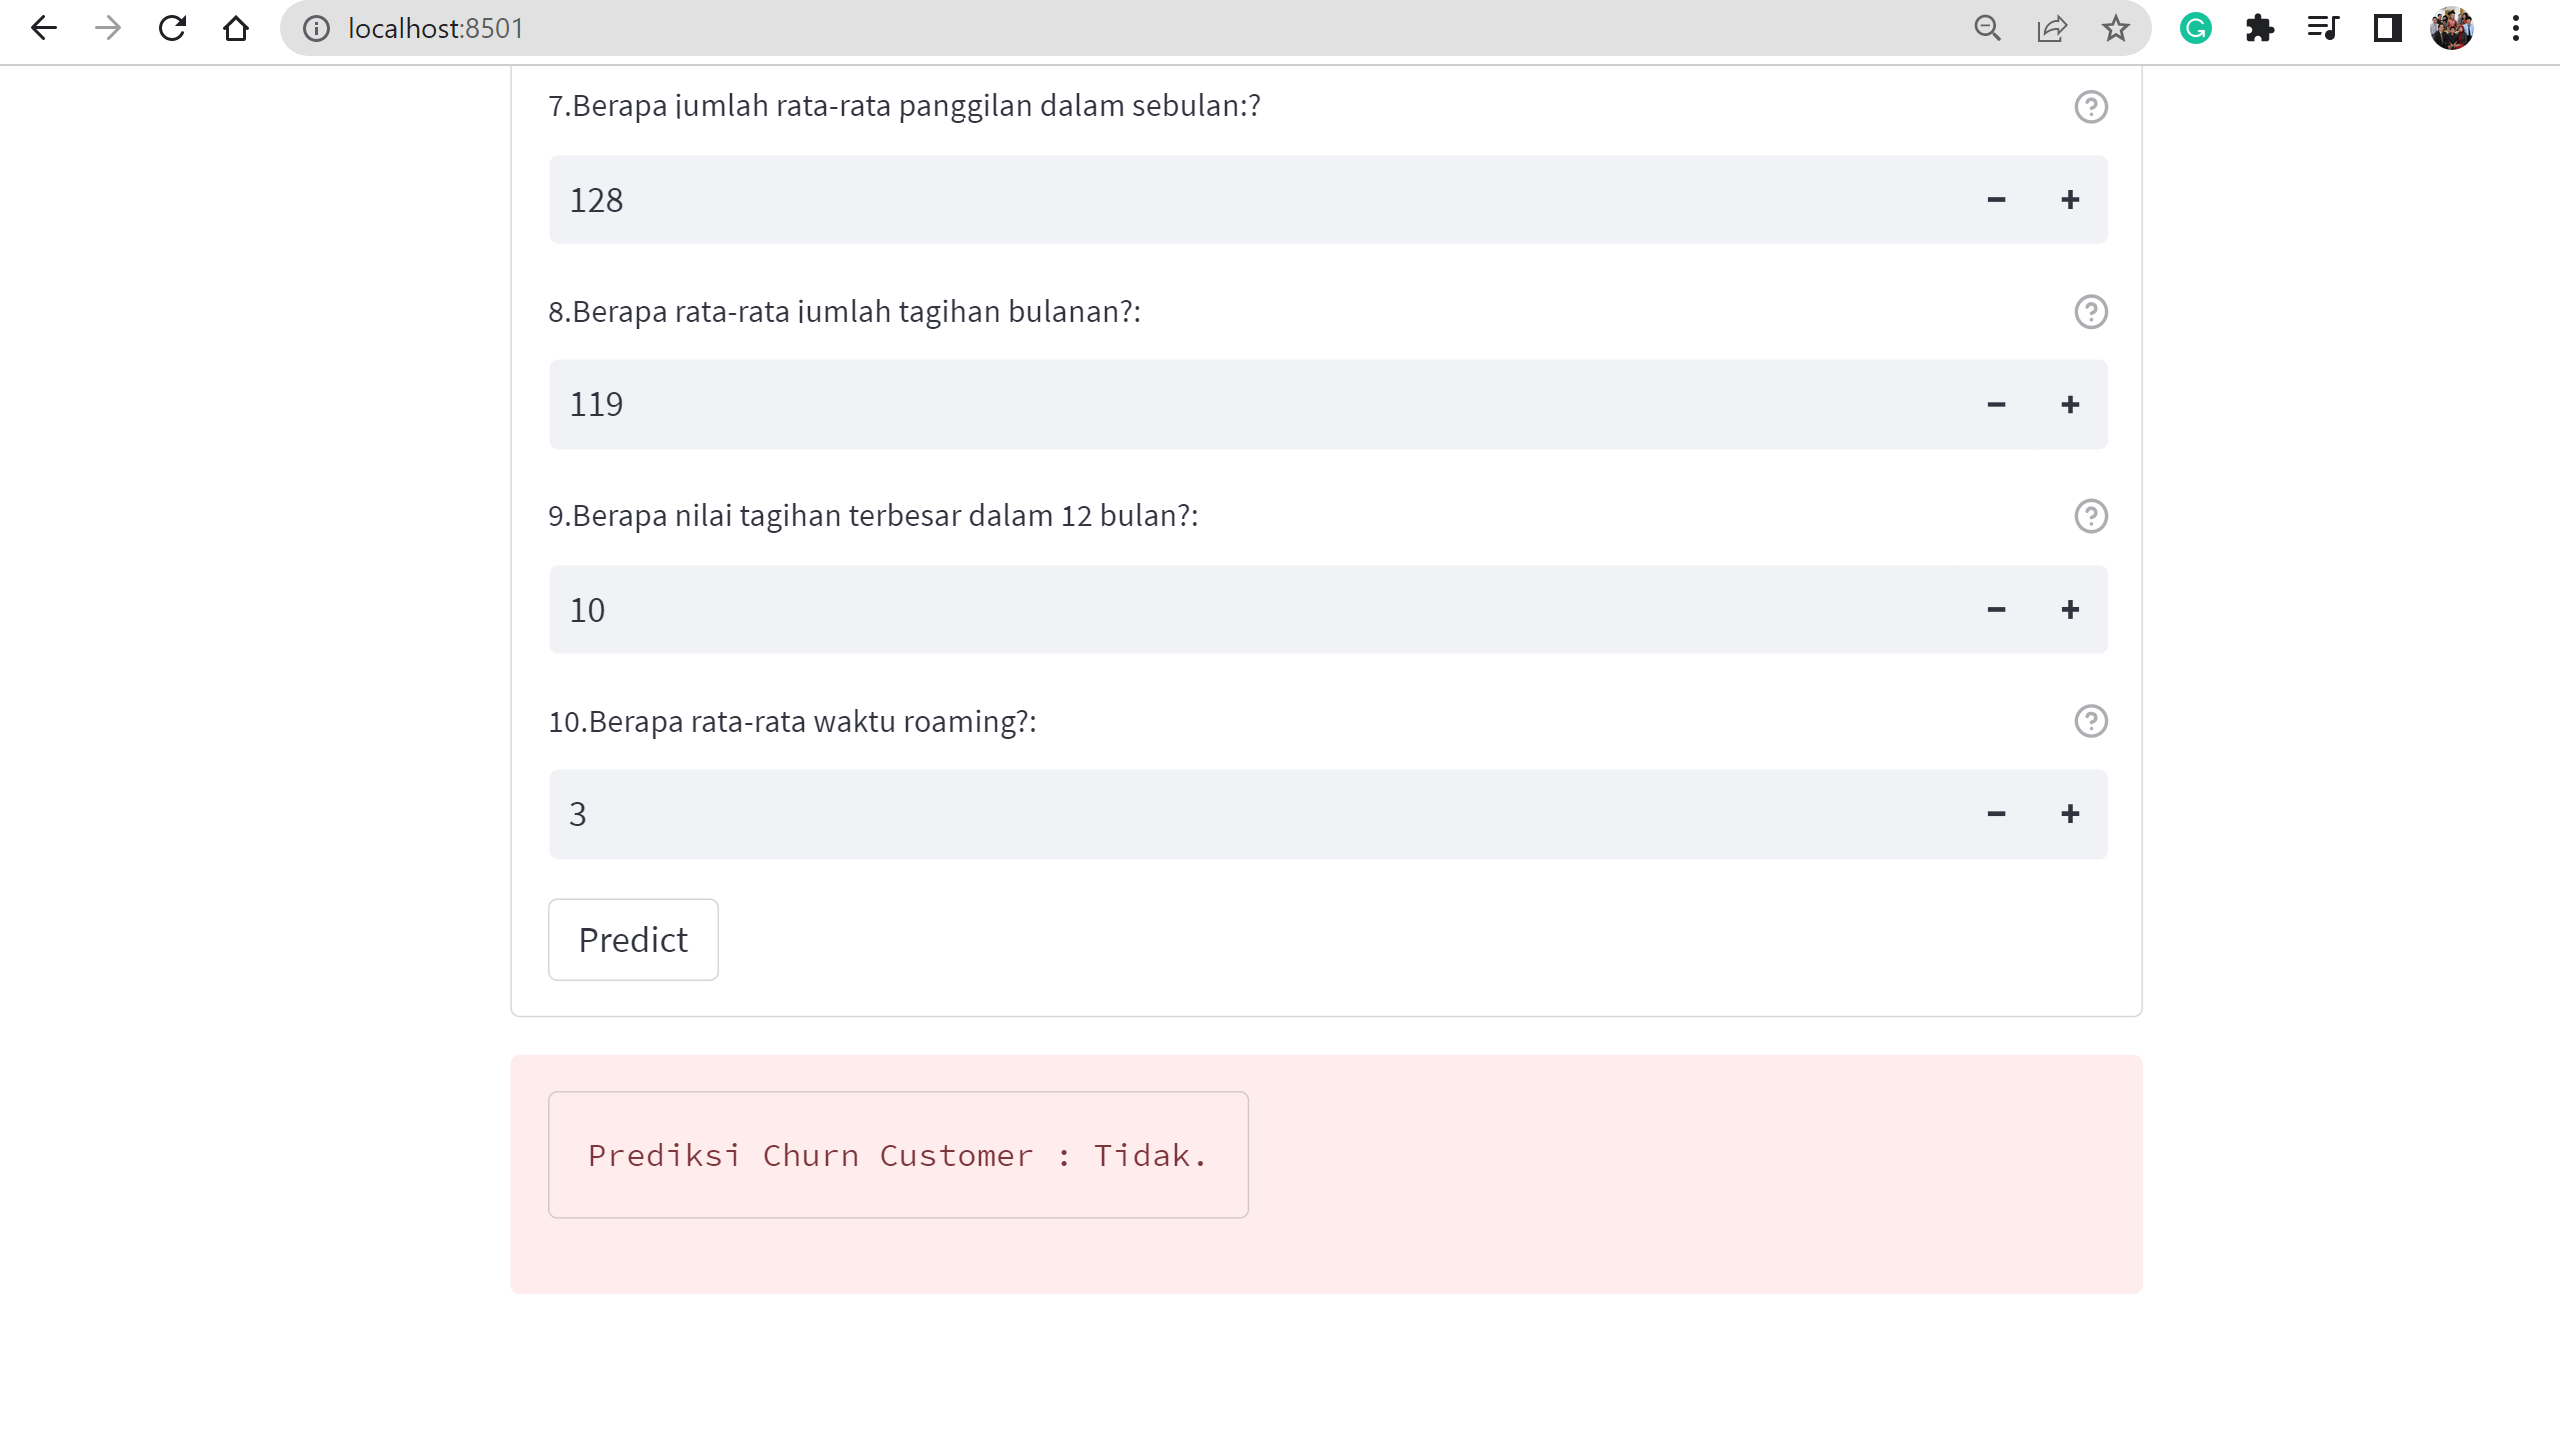 localhost:8501
7.Berapa jumlah rata-rata panggilan dalam sebulan:?
128
8.Berapa rata-rata jumlah tagihan bulanan?:
119
9.Berapa nilai tagihan terbesar dalam 12 bulan?:
10
10.Berapa rata-rata waktu roaming?:
3
Predict
Prediksi Churn Customer : Tidak.